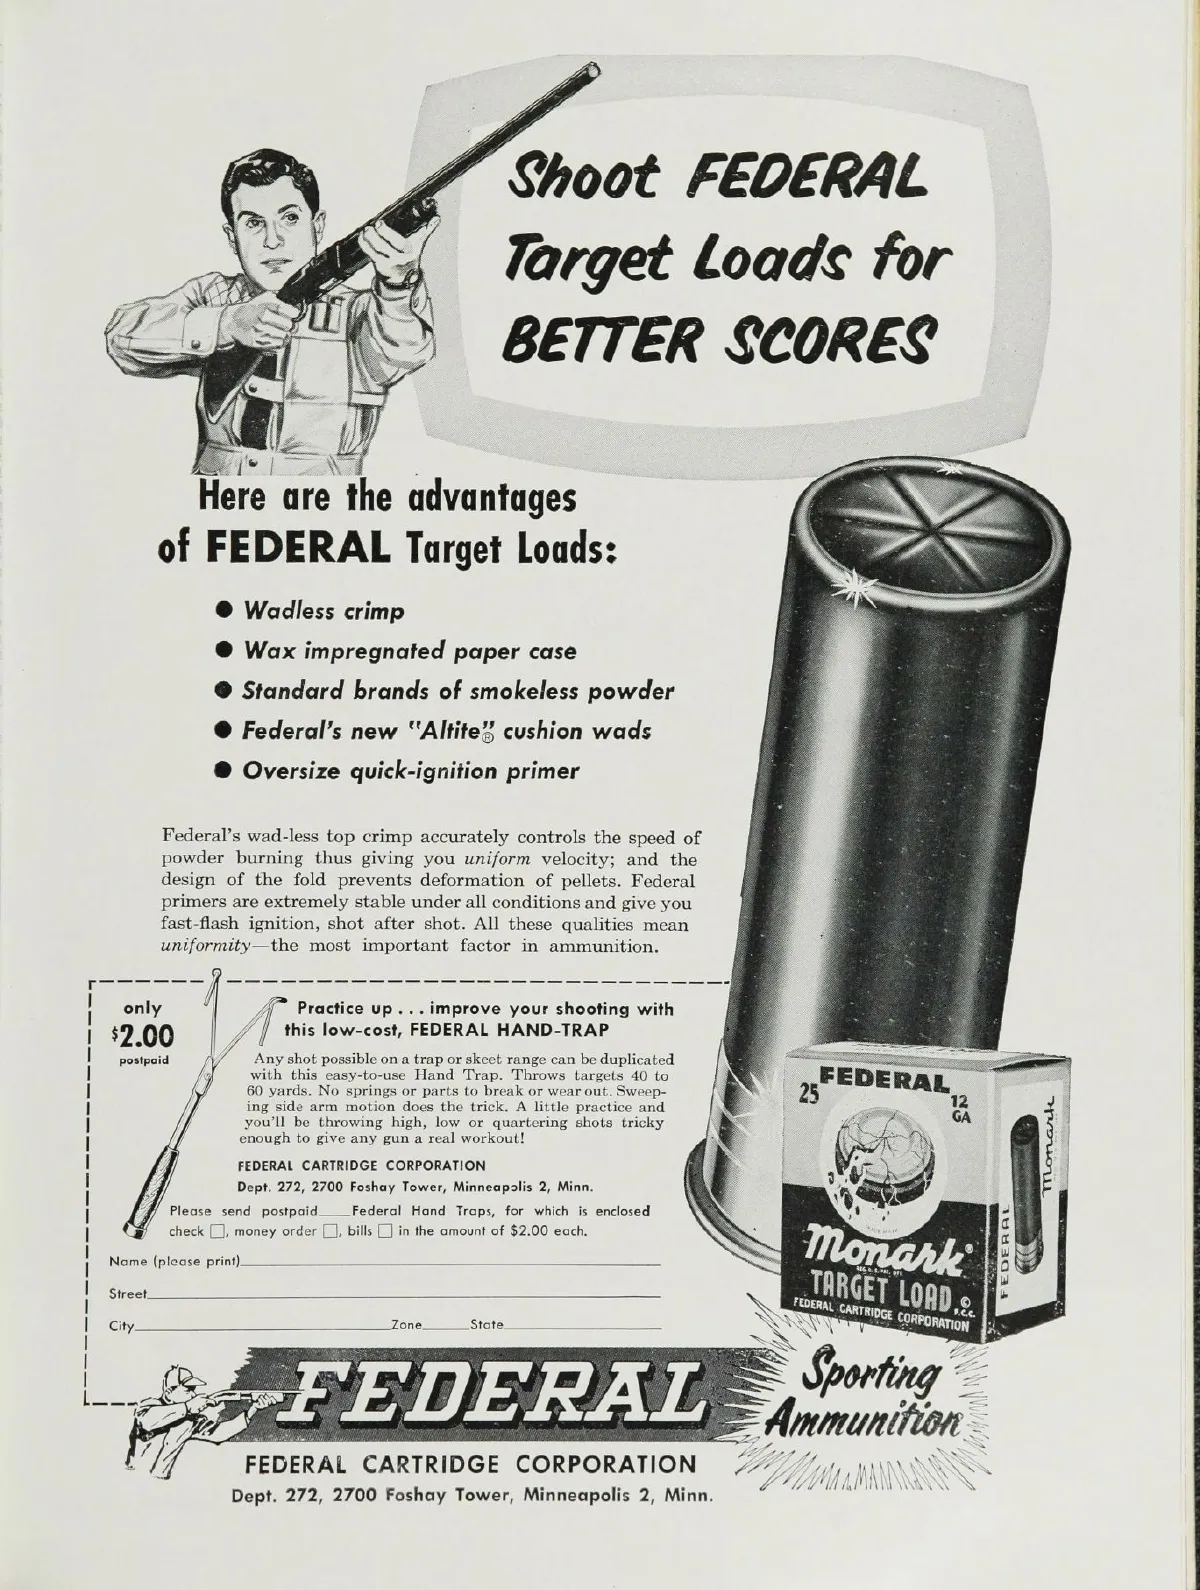 Shoot FEDERAL
Target Loads for
BETTER SCORES
Here are the advantages
of FEDERAL Target Loads:
● Wadless crimp
● Wax impregnated paper case
● Standard brands of smokeless powder
● Federal's new "Altite"® cushion wads
● Oversize quick-ignition primer
Federal's wad-less top crimp accurately controls the speed of
powder burning thus giving you uniform velocity; and the
design of the fold prevents deformation of pellets. Federal
primers are extremely stable under all conditions and give you
fast-flash ignition, shot after shot. All these qualities mean
uniformity—the most important factor in ammunition.
only
$2.00
postpaid
Practice up . . . improve your shooting with
this low-cost, FEDERAL HAND-TRAP
Any shot possible on a trap or skeet range can be duplicated
with this easy-to-use Hand Trap. Throws targets 40 to
60 yards. No springs or parts to break or wear out. Sweep-
ing side arm motion does the trick. A little practice and
you'll be throwing high, low or quartering shots tricky
enough to give any gun a real workout!
FEDERAL CARTRIDGE CORPORATION
Dept. 272, 2700 Foshay Tower, Minneapolis 2, Minn.
Please send postpaid____Federal Hand Traps, for which is enclosed
check □, money order □, bills □ in the amount of $2.00 each.
Name (please print)____
Street____
City____Zone____State____
FEDERAL
25
12
GA
Monark®
TARGET LOAD
©
F.C.C.
FEDERAL CARTRIDGE CORPORATION
FEDERAL
Monark
FEDERAL
Sporting
Ammunition
FEDERAL CARTRIDGE CORPORATION
Dept. 272, 2700 Foshay Tower, Minneapolis 2, Minn.